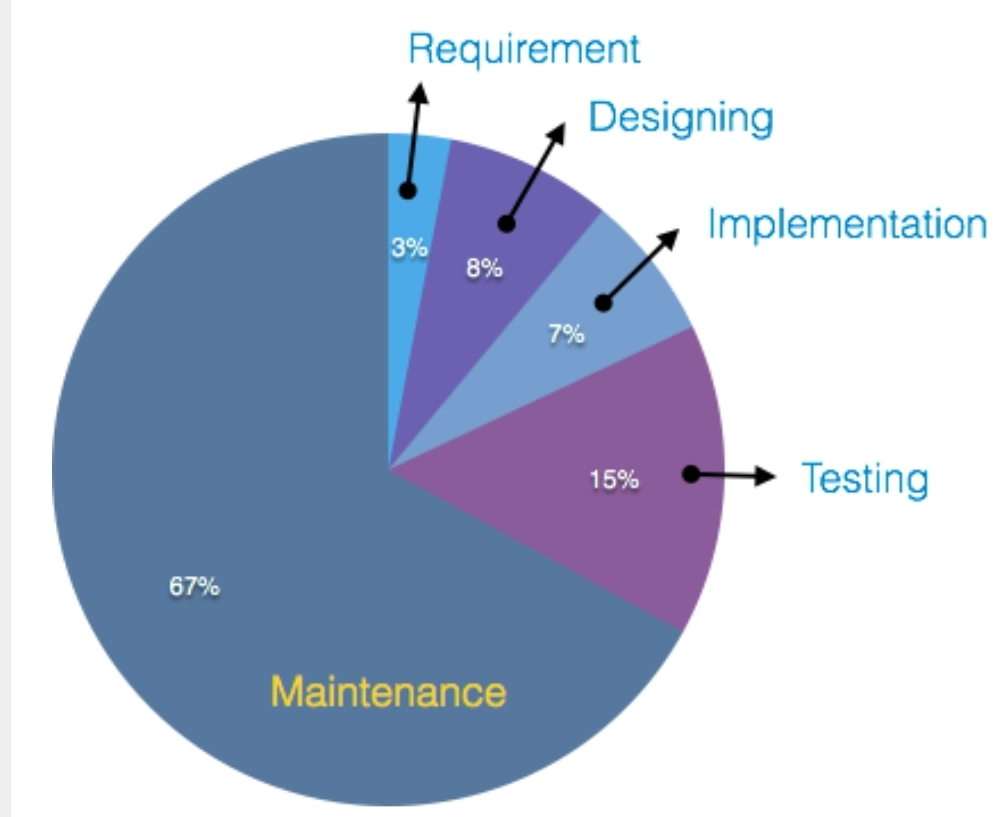 Requirement
Designing
Implementation
3%
8%
7%
15%
Testing
67%
Maintenance